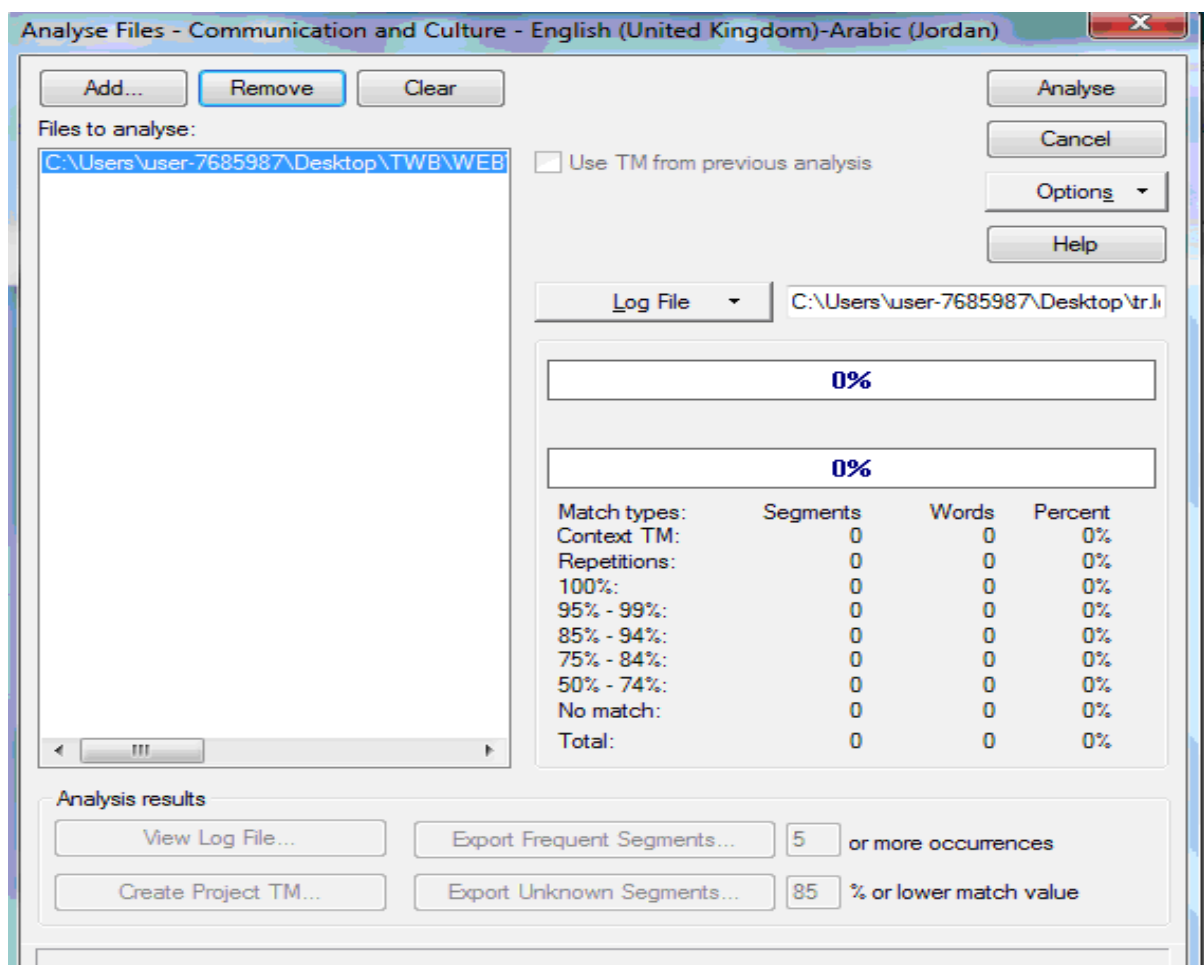 Analyse Files - Communication and Culture - English (United Kingdom)-Arabic (Jordan)
Add... Remove Clear Analyse
Files to analyse: Cancel
C:\Users\user-7685987\Desktop\TWB\WEB Use TM from previous analysis
Options
Help
Log File C:\Users\user-7685987\Desktop\tr.l
0%
0%
Match types: Segments Words Percent
Context TM: 0 0 0%
Repetitions: 0 0 0%
100%: 0 0 0%
95% - 99%: 0 0 0%
85% - 94%: 0 0 0%
75% - 84%: 0 0 0%
50% - 74%: 0 0 0%
No match: 0 0 0%
Total: 0 0 0%
Analysis results
View Log File... Export Frequent Segments... 5 or more occurrences
Create Project TM... Export Unknown Segments... 85 % or lower match value